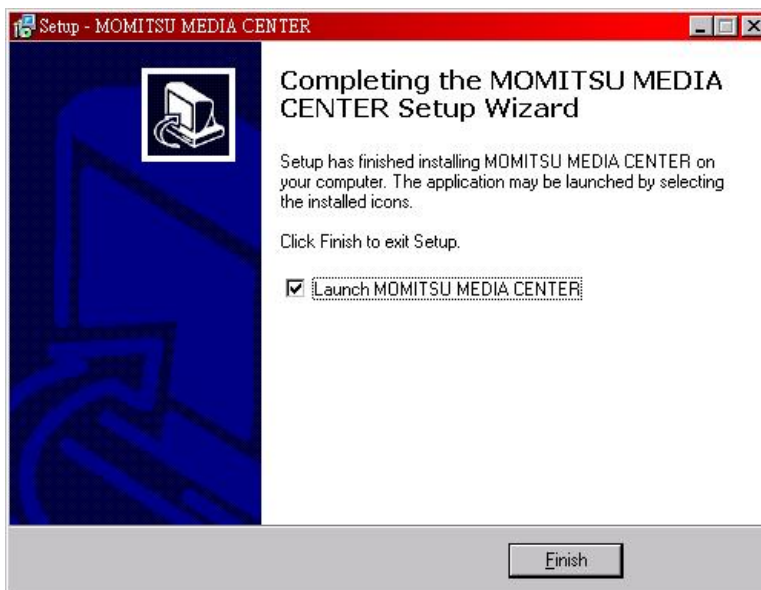 Setup - MOMITSU MEDIA CENTER
Completing the MOMITSU MEDIA
CENTER Setup Wizard
Setup has finished installing MOMITSU MEDIA CENTER on
your computer. The application may be launched by selecting
the installed icons.
Click Finish to exit Setup.
Launch MOMITSU MEDIA CENTER
Finish